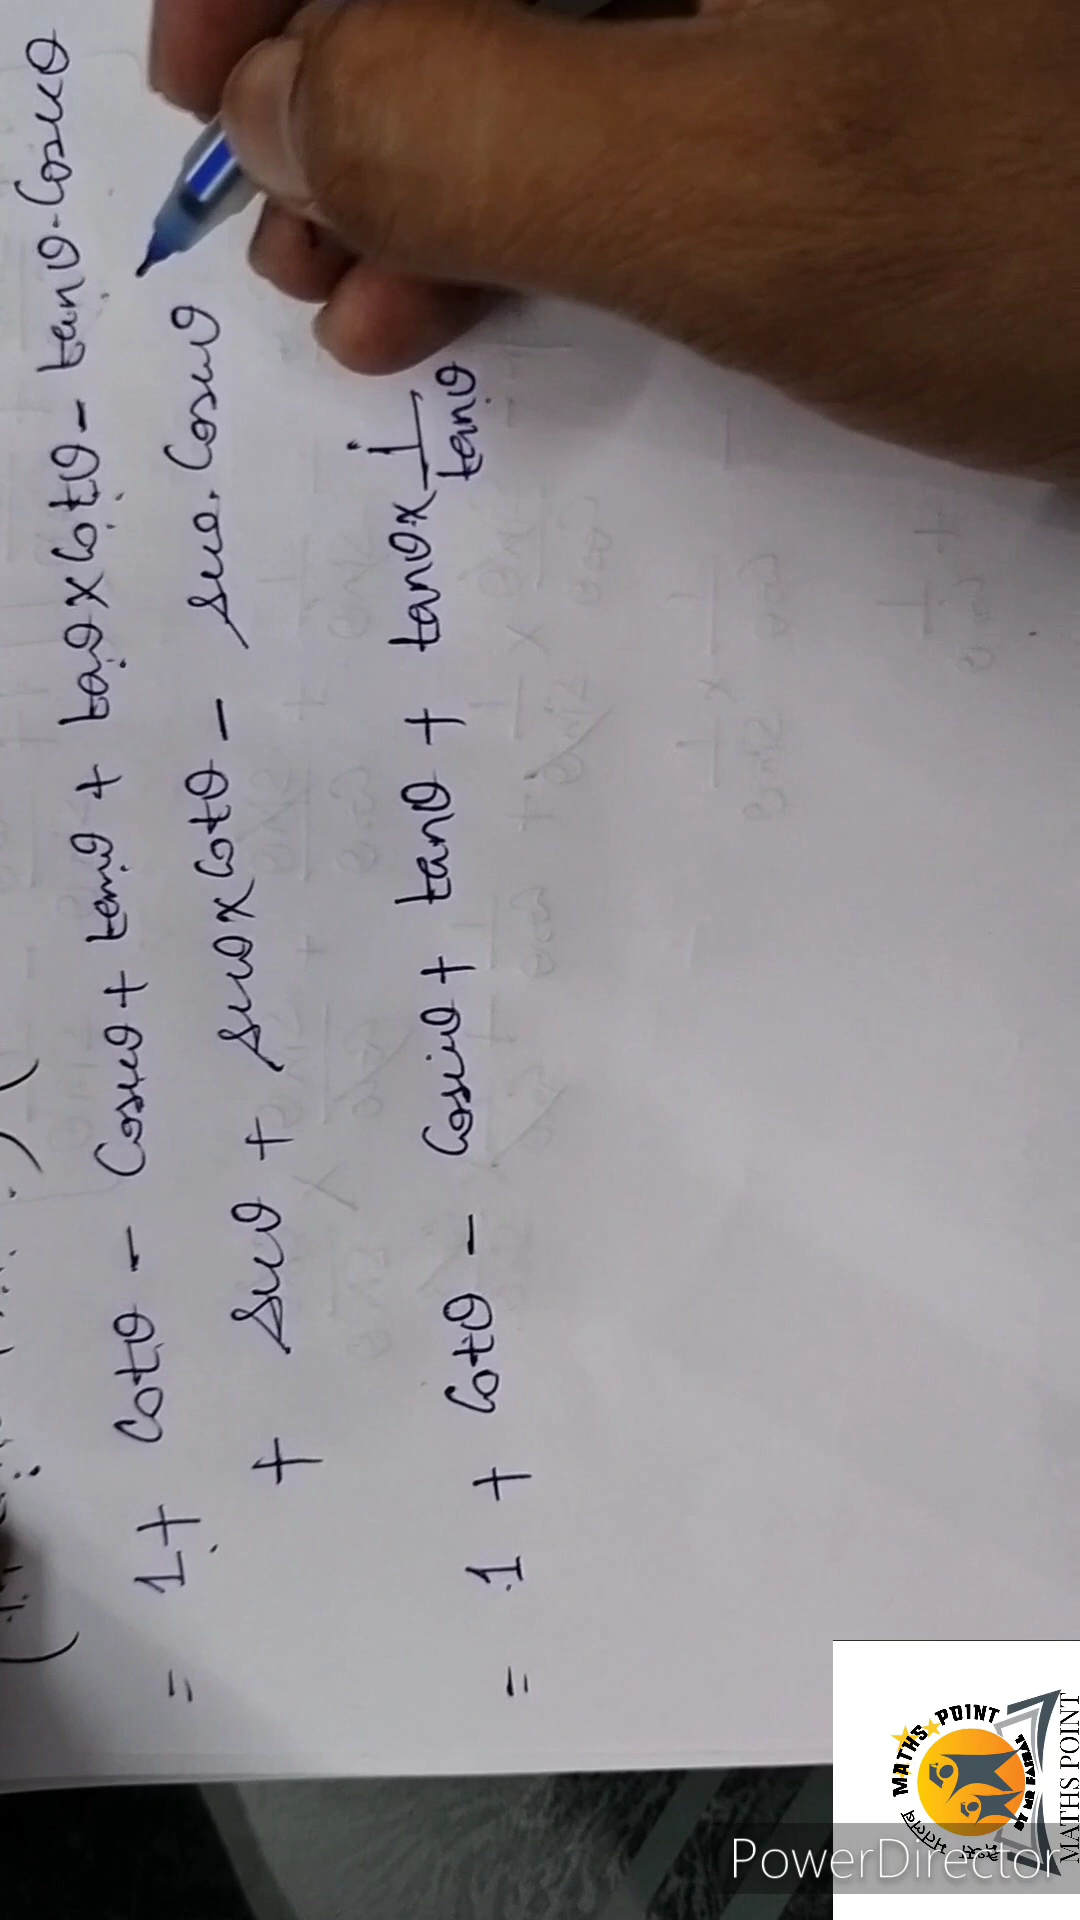 = 1 + cotθ - cosecθ + tanθ + taθ × cotθ - tanθ . cosecθ
+ secθ + secθ × cotθ - secθ . cosecθ
= 1 + cotθ - cosecθ + tanθ + tanθ × 1/tanθ
MATHS POINT
MATHS POINT
PowerDirector